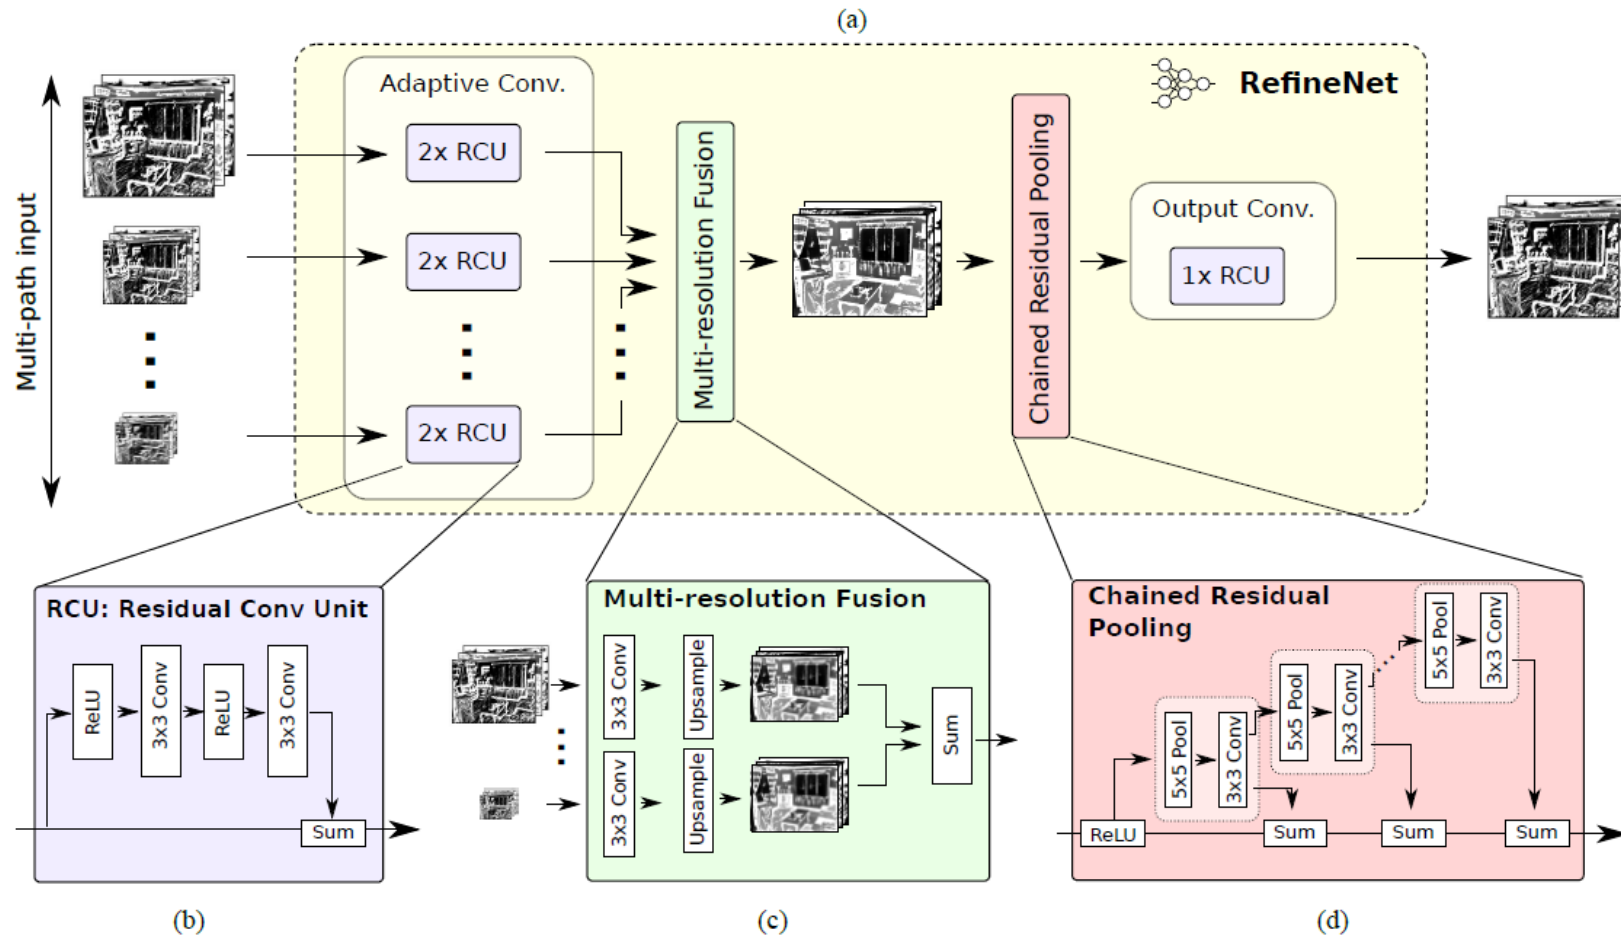 (a)
Multi-path input
Adaptive Conv.
2x RCU
2x RCU
2x RCU
Multi-resolution Fusion
Chained Residual Pooling
RefineNet
Output Conv.
1x RCU
RCU: Residual Conv Unit
ReLU
3x3 Conv
ReLU
3x3 Conv
Sum
(b)
Multi-resolution Fusion
3x3 Conv
Upsample
3x3 Conv
Upsample
Sum
(c)
Chained Residual
Pooling
ReLU
5x5 Pool
3x3 Conv
5x5 Pool
3x3 Conv
5x5 Pool
3x3 Conv
Sum
Sum
Sum
(d)